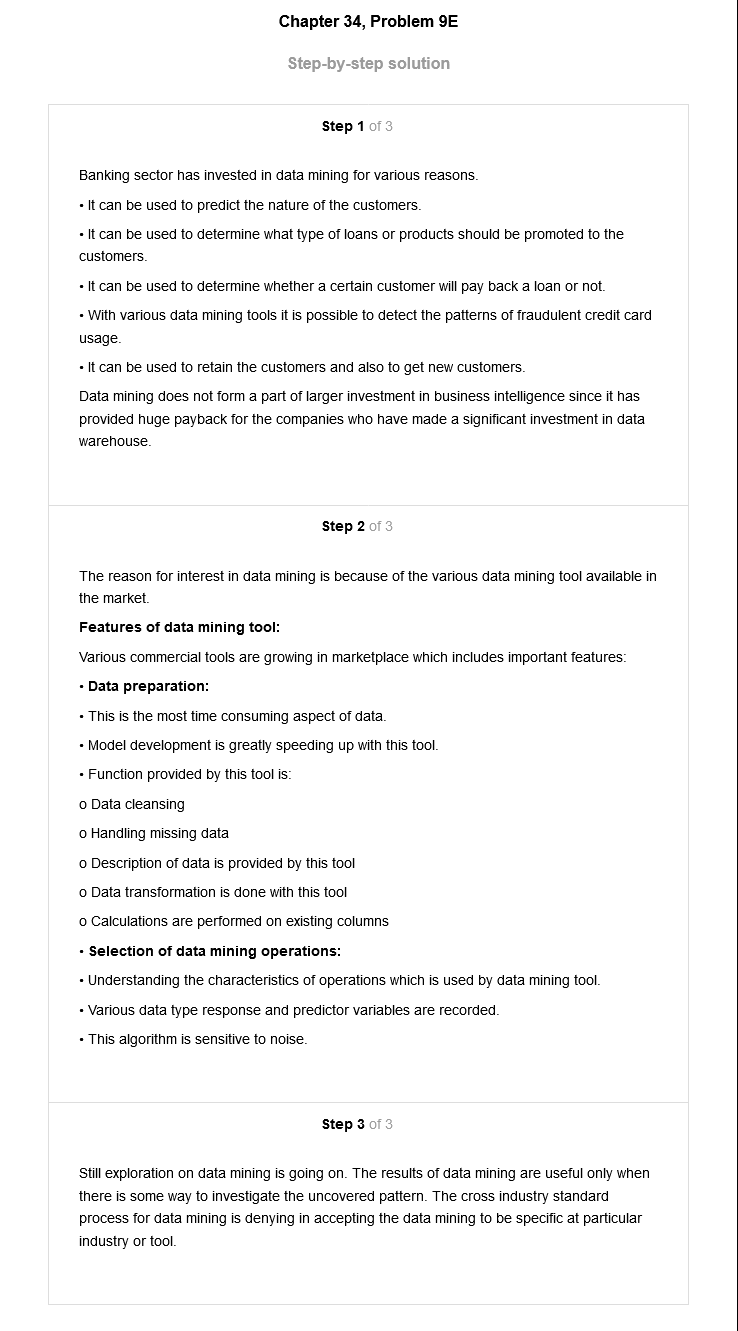 Chapter 34, Problem 9E
Step-by-step solution
Step 1 of 3
Banking sector has invested in data mining for various reasons.
• It can be used to predict the nature of the customers.
• It can be used to determine what type of loans or products should be promoted to the
customers.
• It can be used to determine whether a certain customer will pay back a loan or not.
• With various data mining tools it is possible to detect the patterns of fraudulent credit card
usage.
• It can be used to retain the customers and also to get new customers.
Data mining does not form a part of larger investment in business intelligence since it has
provided huge payback for the companies who have made a significant investment in data
warehouse.
Step 2 of 3
The reason for interest in data mining is because of the various data mining tool available in
the market.
Features of data mining tool:
Various commercial tools are growing in marketplace which includes important features:
• Data preparation:
• This is the most time consuming aspect of data.
• Model development is greatly speeding up with this tool.
• Function provided by this tool is:
o Data cleansing
o Handling missing data
o Description of data is provided by this tool
o Data transformation is done with this tool
o Calculations are performed on existing columns
• Selection of data mining operations:
• Understanding the characteristics of operations which is used by data mining tool.
• Various data type response and predictor variables are recorded.
• This algorithm is sensitive to noise.
Step 3 of 3
Still exploration on data mining is going on. The results of data mining are useful only when
there is some way to investigate the uncovered pattern. The cross industry standard
process for data mining is denying in accepting the data mining to be specific at particular
industry or tool.